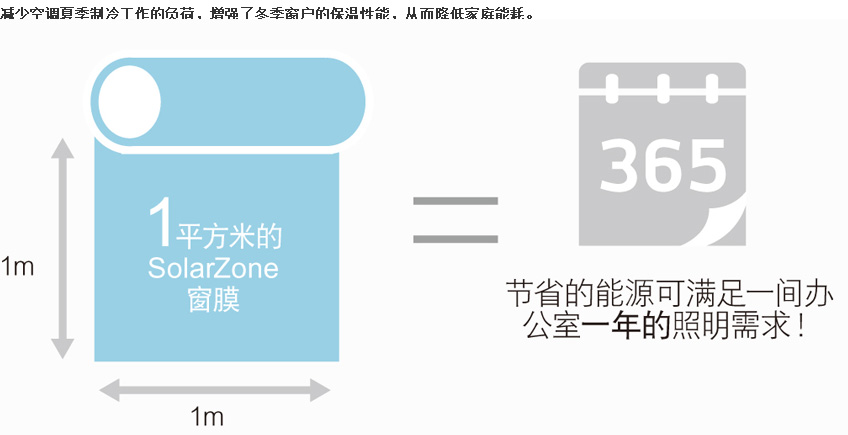 减少空调夏季制冷工作的负荷，增强了冬季窗户的保温性能，从而降低家庭能耗。
365
1平方米的
SolarZone
窗膜
1m
节省的能源可满足一间办
公室一年的照明需求！
1m